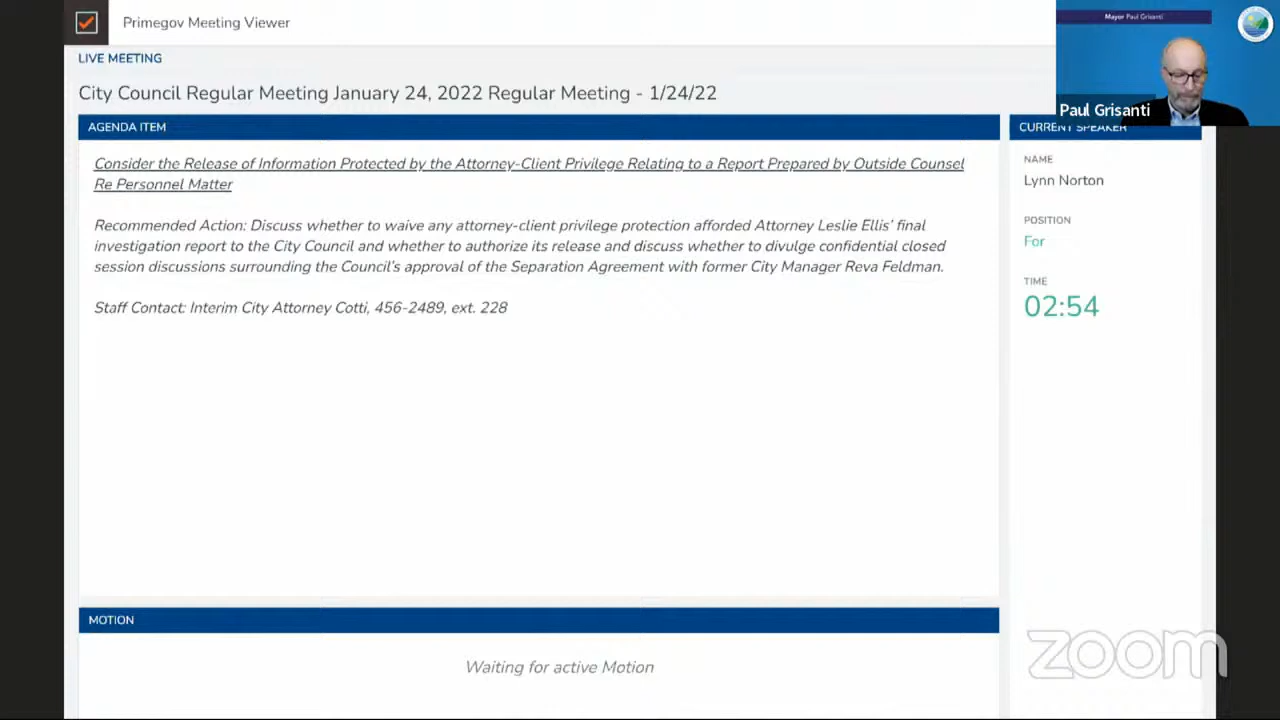 Primegov Meeting Viewer
Mayor Paul Grisanti
LIVE MEETING
City Council Regular Meeting January 24, 2022 Regular Meeting - 1/24/22
Paul Grisanti
AGENDA ITEM
CURRENT SPEAKER
Consider the Release of Information Protected by the Attorney-Client Privilege Relating to a Report Prepared by Outside Counsel
Re Personnel Matter
Recommended Action: Discuss whether to waive any attorney-client privilege protection afforded Attorney Leslie Ellis' final
investigation report to the City Council and whether to authorize its release and discuss whether to divulge confidential closed
session discussions surrounding the Council's approval of the Separation Agreement with former City Manager Reva Feldman.
Staff Contact: Interim City Attorney Cotti, 456-2489, ext. 228
NAME
Lynn Norton
POSITION
For
TIME
02:54
MOTION
Waiting for active Motion
zoom